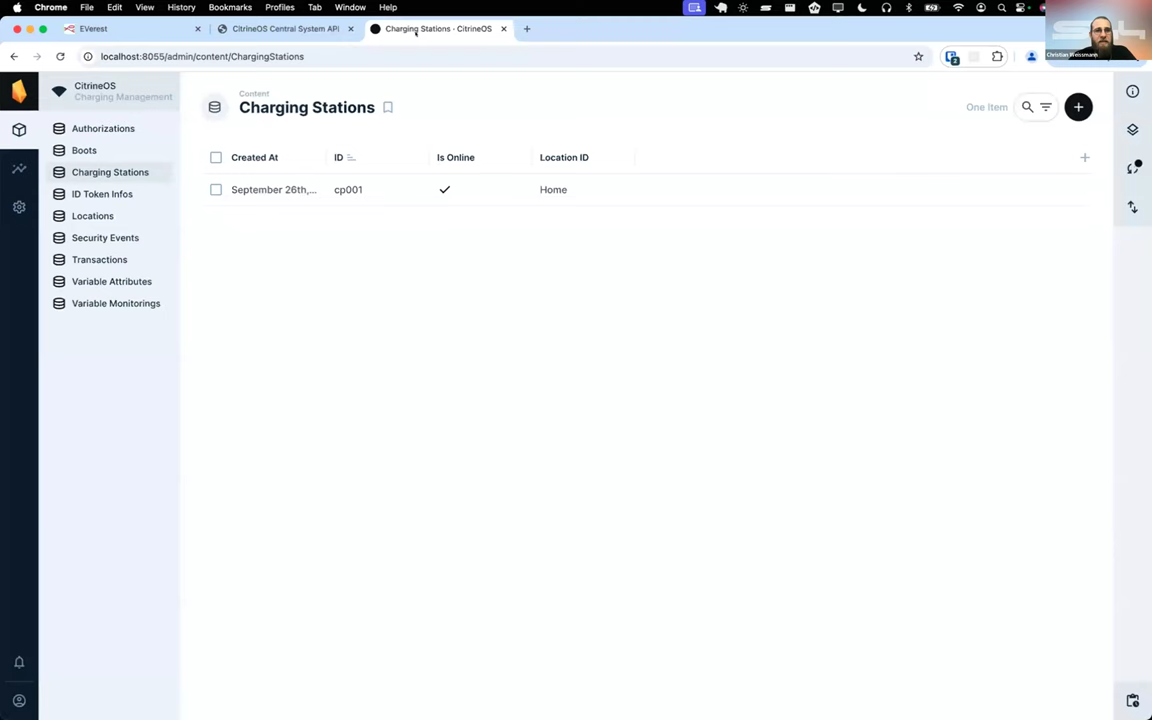 Chrome File Edit View History Bookmarks Profiles Tab Window Help
EVerest
CitrineOS Central System API
Charging Stations · CitrineOS
localhost:8055/admin/content/ChargingStations
Christian Weissmann
CitrineOS
Charging Management
Authorizations
Boots
Charging Stations
ID Token Infos
Locations
Security Events
Transactions
Variable Attributes
Variable Monitorings
Content
Charging Stations
One Item
Created At ID Is Online Location ID
September 26th,... cp001 Home